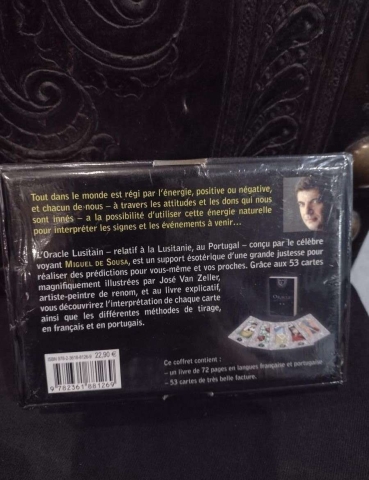 Tout dans le monde est régi par l'énergie, positive ou négative,
et chacun de nous – à travers les attitudes et les dons qui nous
sont innés – a la possibilité d'utiliser cette énergie naturelle
pour interpréter les signes et les événements à venir...
L'Oracle Lusitain – relatif à la Lusitanie, au Portugal – conçu par le célèbre
voyant MIGUEL DE SOUSA, est un support ésotérique d'une grande justesse pour
réaliser des prédictions pour vous-même et vos proches. Grâce aux 53 cartes
magnifiquement illustrées par José Van Zeller,
artiste-peintre de renom, et au livre explicatif,
vous découvrirez l'interprétation de chaque carte
ainsi que les différentes méthodes de tirage,
en français et en portugais.
22,90 €
9 782361 881269
Ce coffret contient :
– un livre de 72 pages en langues française et portugaise
– 53 cartes de très belle facture.